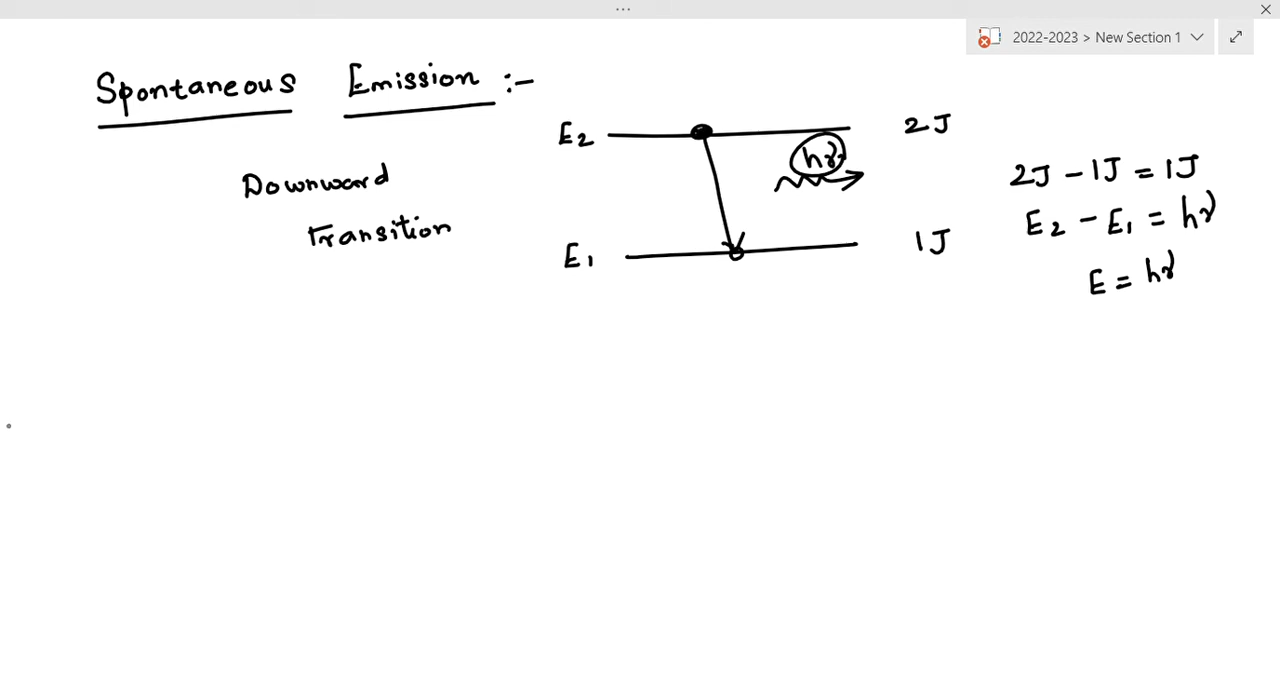 2022-2023 > New Section 1
Spontaneous Emission :-
Downward
Transition
E₂
hν
2J
E₁
1J
2J - 1J = 1J
E₂ - E₁ = hν
E = hν